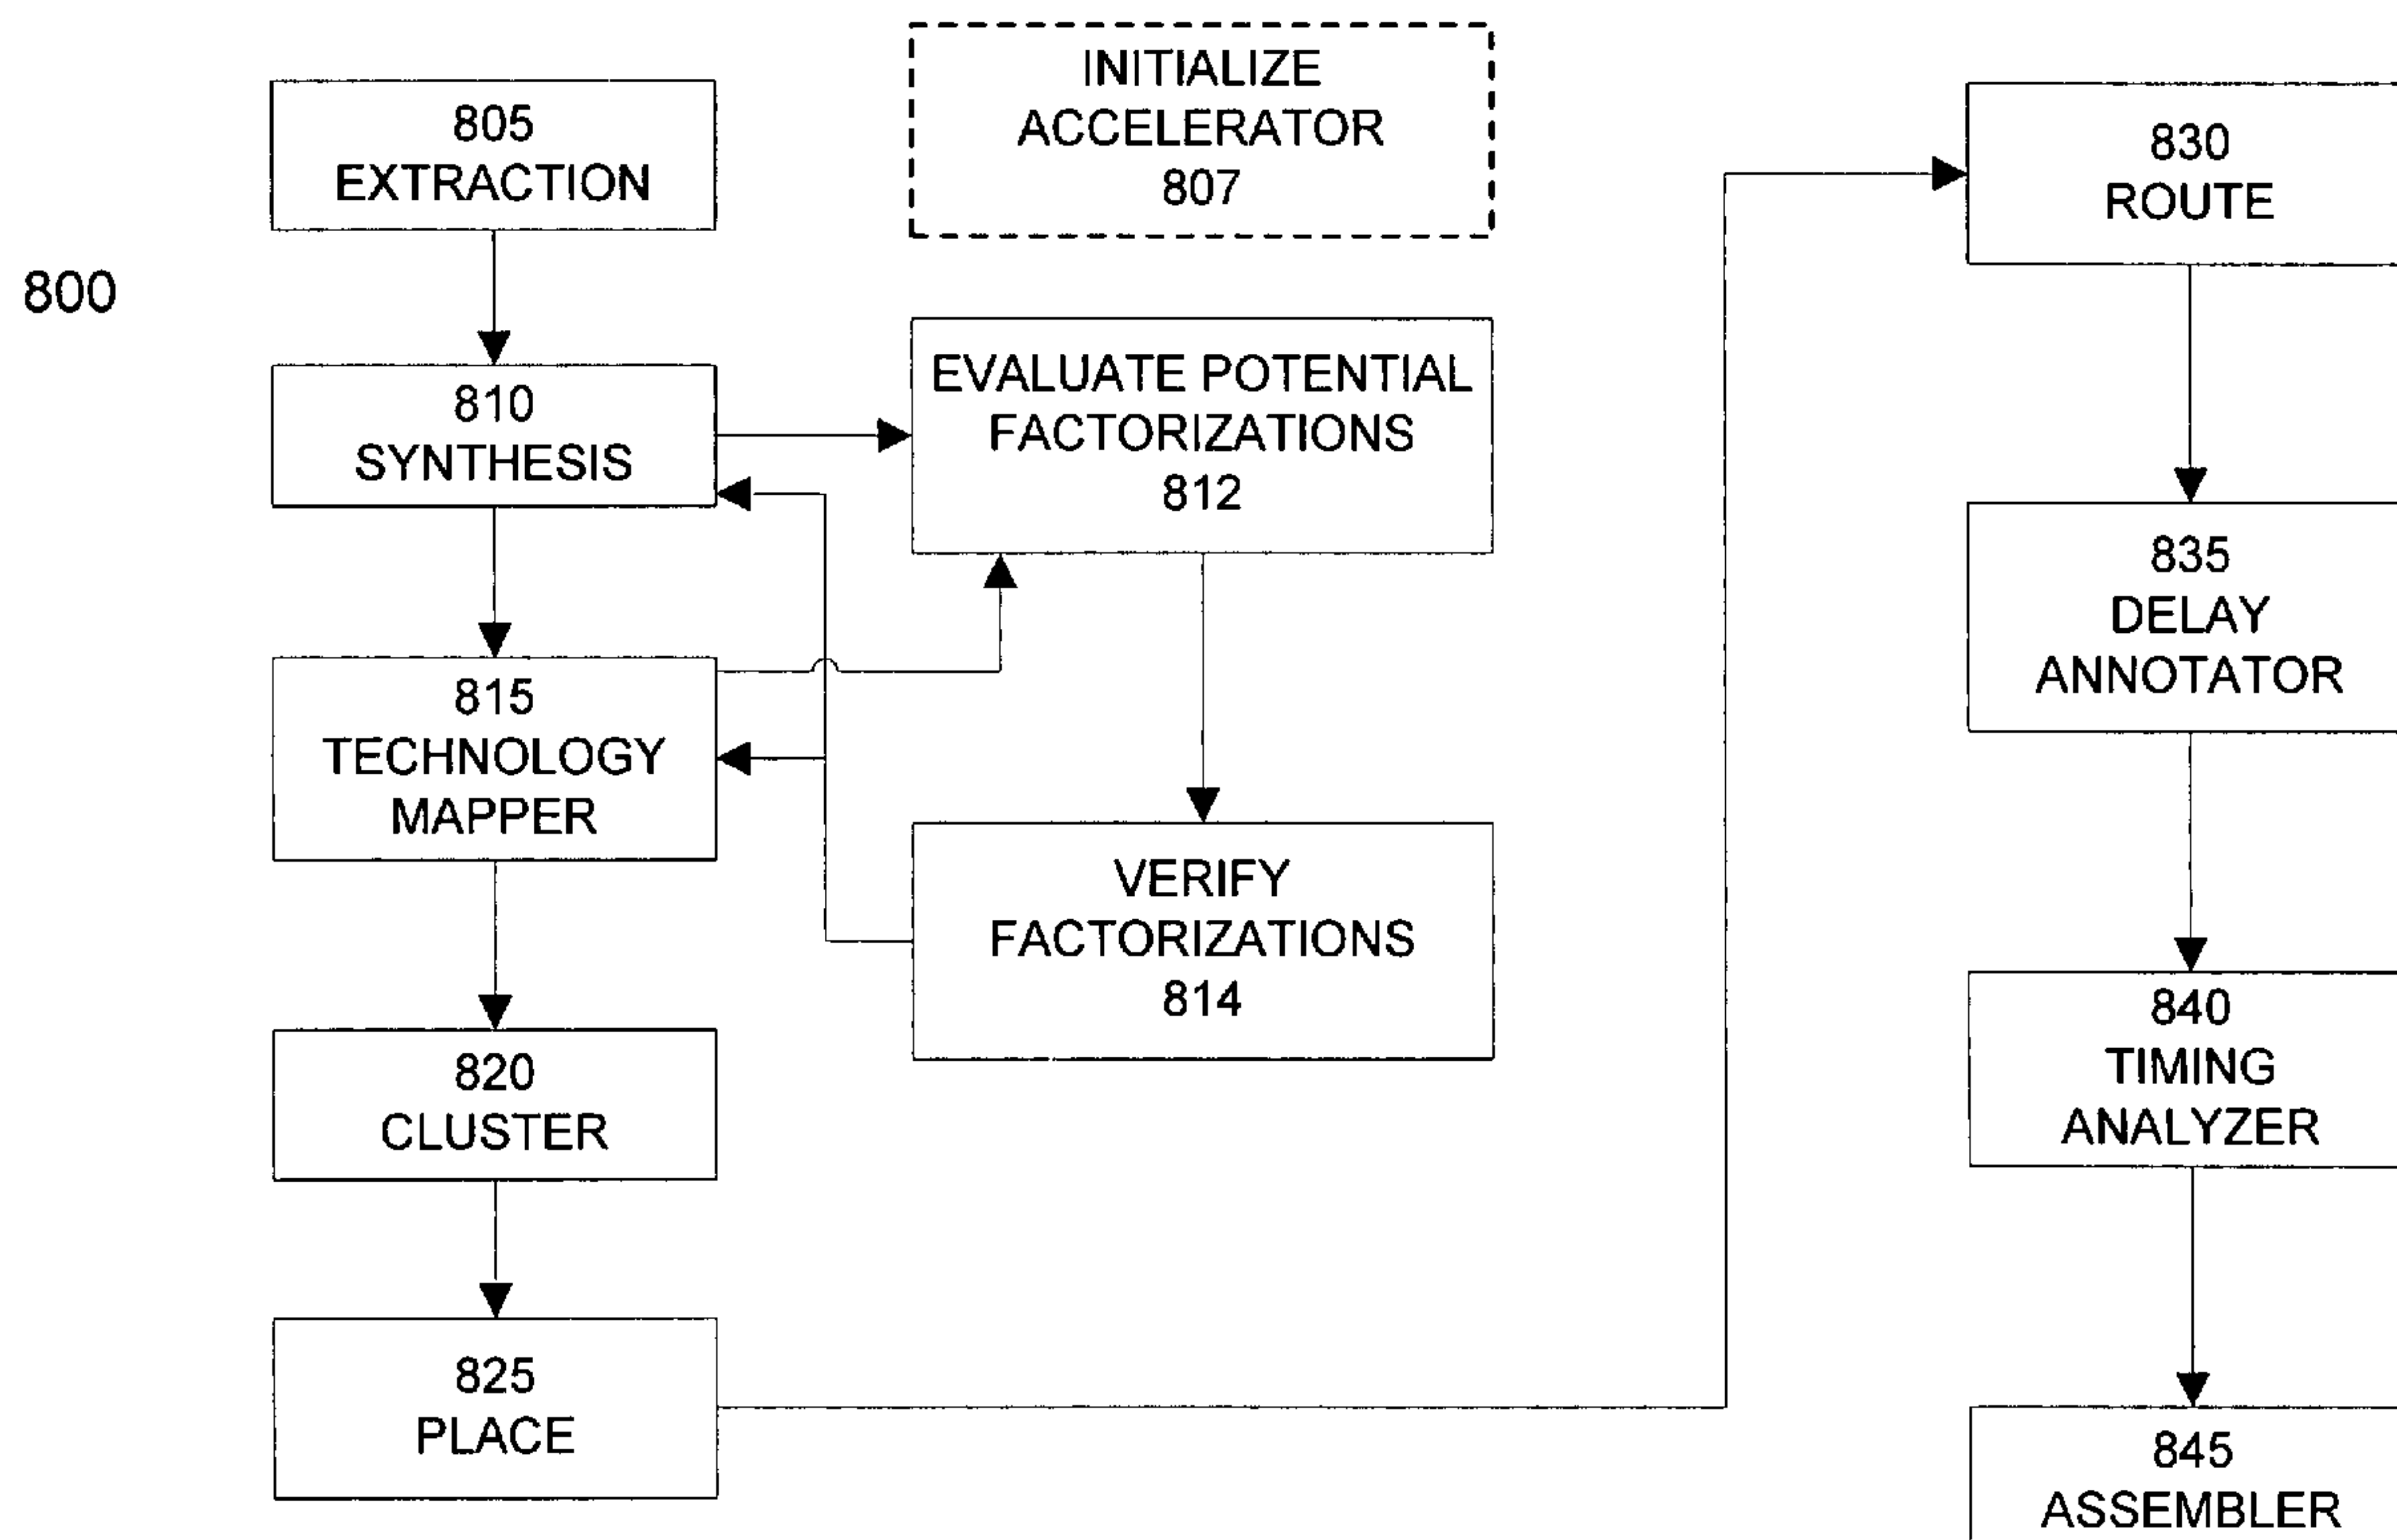 800
805
EXTRACTION
810
SYNTHESIS
815
TECHNOLOGY
MAPPER
820
CLUSTER
825
PLACE
INITIALIZE
ACCELERATOR
807
EVALUATE POTENTIAL
FACTORIZATIONS
812
VERIFY
FACTORIZATIONS
814
830
ROUTE
835
DELAY
ANNOTATOR
840
TIMING
ANALYZER
845
ASSEMBLER